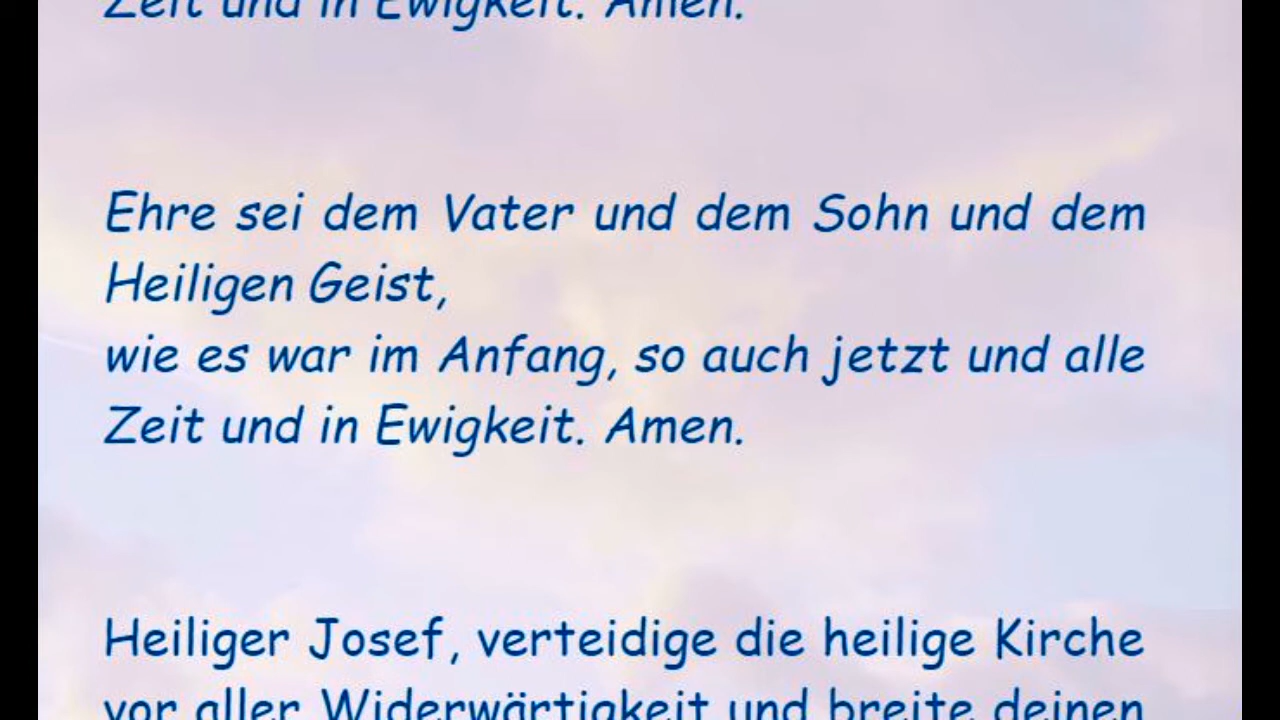 Zeit und in Ewigkeit. Amen.
Ehre sei dem Vater und dem Sohn und dem
Heiligen Geist,
wie es war im Anfang, so auch jetzt und alle
Zeit und in Ewigkeit. Amen.
Heiliger Josef, verteidige die heilige Kirche
vor aller Widerwärtigkeit und breite deinen